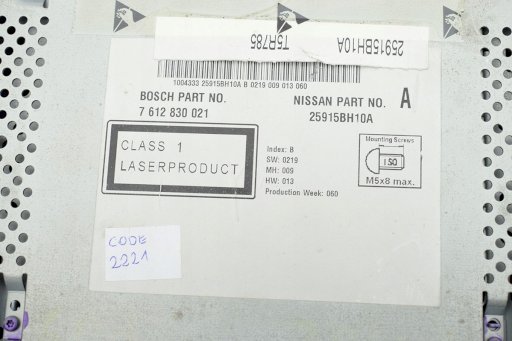 25915BH10A T5R785
1004333 25915BH10A B 0219 009 013 060
BOSCH PART NO.
7 612 830 021
NISSAN PART NO. A
25915BH10A
CLASS 1
LASERPRODUCT
Index: B
SW: 0219
MH: 009
HW: 013
Production Week: 060
Mounting Screws
ISO
M5x8 max.
CODE
2221